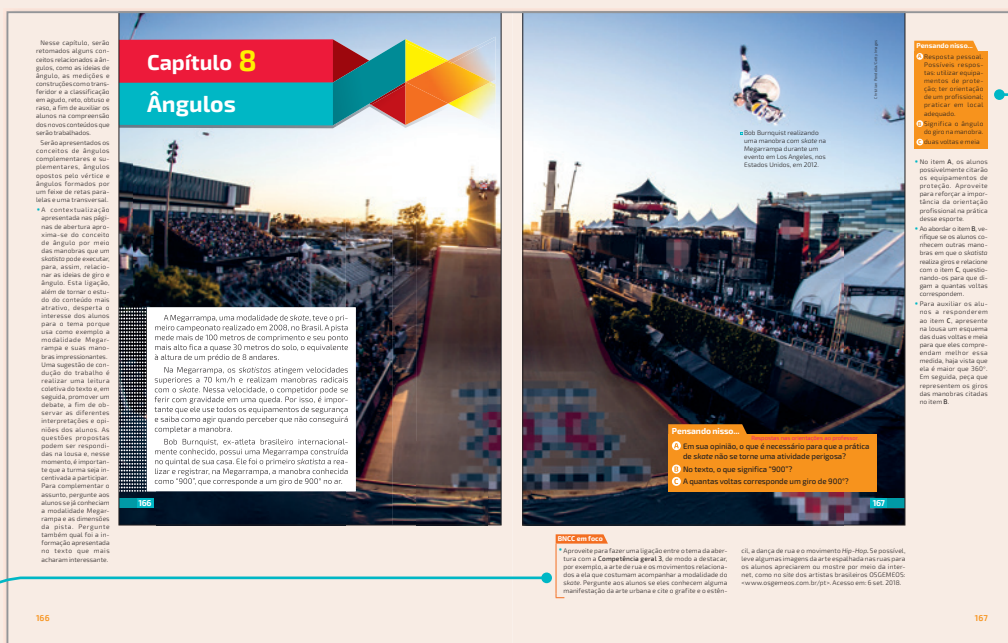 Nesse capítulo, serão
retomados alguns con-
ceitos relacionados a ân-
gulos, como as ideias de
ângulo, as medições e
construções como trans-
feridor e a classificação
em agudo, reto, obtuso e
raso, a fim de auxiliar os
alunos na compreensão
dos novos conteúdos que
serão trabalhados.
Serão apresentados os
conceitos de ângulos
complementares e su-
plementares, ângulos
opostos pelo vértice e
ângulos formados por
um feixe de retas para-
lelas e uma transversal.
• A contextualização
apresentada nas pági-
nas de abertura apro-
xima-se do conceito
de ângulo por meio
das manobras que um
skatista pode executar,
para, assim, relacio-
nar as ideias de giro e
ângulo. Esta ligação,
além de tornar o estu-
do do conteúdo mais
atrativo, desperta o
interesse dos alunos
para o tema porque
usa como exemplo a
modalidade Megar-
rampa e suas mano-
bras impressionantes.
Uma sugestão de con-
dução do trabalho é
realizar uma leitura
coletiva do texto e, em
seguida, promover um
debate, a fim de ob-
servar as diferentes
interpretações e opi-
niões dos alunos. As
questões propostas
podem ser respondi-
das na lousa e, nesse
momento, é importan-
te que a turma seja in-
centivada a participar.
Para complementar o
assunto, pergunte aos
alunos se já conheciam
a modalidade Megar-
rampa e as dimensões
da pista. Pergunte
também qual foi a in-
formação apresentada
no texto que mais
acharam interessante.
Capítulo 8
Ângulos
A Megarrampa, uma modalidade de skate, teve o pri-
meiro campeonato realizado em 2008, no Brasil. A pista
mede mais de 100 metros de comprimento e seu ponto
mais alto fica a quase 30 metros do solo, o equivalente
à altura de um prédio de 8 andares.
Na Megarrampa, os skatistas atingem velocidades
superiores a 70 km/h e realizam manobras radicais
com o skate. Nessa velocidade, o competidor pode se
ferir com gravidade em uma queda. Por isso, é impor-
tante que ele use todos os equipamentos de segurança
e saiba como agir quando perceber que não conseguirá
completar a manobra.
Bob Burnquist, ex-atleta brasileiro internacional-
mente conhecido, possui uma Megarrampa construída
no quintal de sua casa. Ele foi o primeiro skatista a rea-
lizar e registrar, na Megarrampa, a manobra conhecida
como "900", que corresponde a um giro de 900° no ar.
166
Bob Burnquist realizando
uma manobra com skate na
Megarrampa durante um
evento em Los Angeles, nos
Estados Unidos, em 2012.
Pensando nisso...
Respostas nas orientações ao professor
A Em sua opinião, o que é necessário para que a prática
de skate não se torne uma atividade perigosa?
B No texto, o que significa "900"?
C A quantas voltas corresponde um giro de 900°?
167
Pensando nisso...
A Resposta pessoal.
Possíveis respos-
tas: utilizar equipa-
mentos de prote-
ção; ter orientação
de um profissional;
praticar em local
adequado.
B Significa o ângulo
do giro na manobra.
C duas voltas e meia
• No item A, os alunos
possivelmente citarão
os equipamentos de
proteção. Aproveite
para reforçar a impor-
tância da orientação
profissional na prática
desse esporte.
• Ao abordar o item B, ve-
rifique se os alunos co-
nhecem outras mano-
bras em que o skatista
realiza giros e relacione
com o item C, questio-
nando-os para que di-
gam a quantas voltas
correspondem.
• Para auxiliar os alu-
nos a responderem
ao item C, apresente
na lousa um esquema
das duas voltas e meia
para que eles compre-
endam melhor essa
medida, haja vista que
ela é maior que 360°.
Em seguida, peça que
representem os giros
das manobras citadas
no item B.
BNCC em foco
• Aproveite para fazer uma ligação entre o tema da aber-
tura com a Competência geral 3, de modo a destacar,
por exemplo, a arte de rua e os movimentos relaciona-
dos a ela que costumam acompanhar a modalidade do
skate. Pergunte aos alunos se eles conhecem alguma
manifestação da arte urbana e cite o grafite e o estên-
cil, a dança de rua e o movimento Hip-Hop. Se possível,
leve algumas imagens da arte espalhada nas ruas para
os alunos apreciarem ou mostre por meio da inter-
net, como no site dos artistas brasileiros OSGEMEOS:
<www.osgemeos.com.br/pt>. Acesso em: 6 set. 2018.
166
167